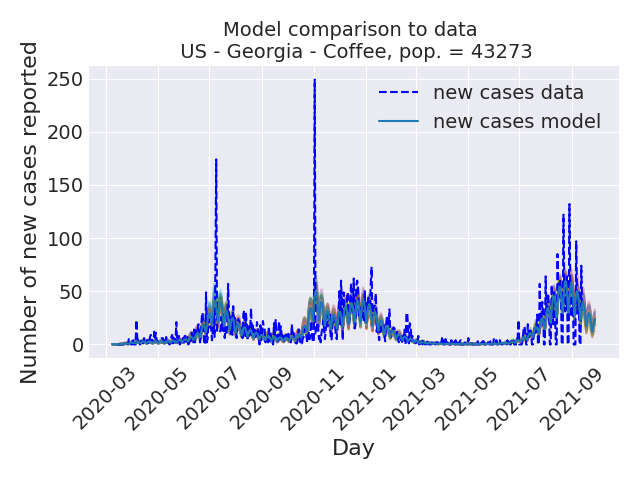 Model comparison to data
US - Georgia - Coffee, pop. = 43273
Number of new cases reported
250
200
150
100
50
0
new cases data
new cases model
2020-03
2020-05
2020-07
2020-09
2020-11
2021-01
2021-03
2021-05
2021-07
2021-09
Day